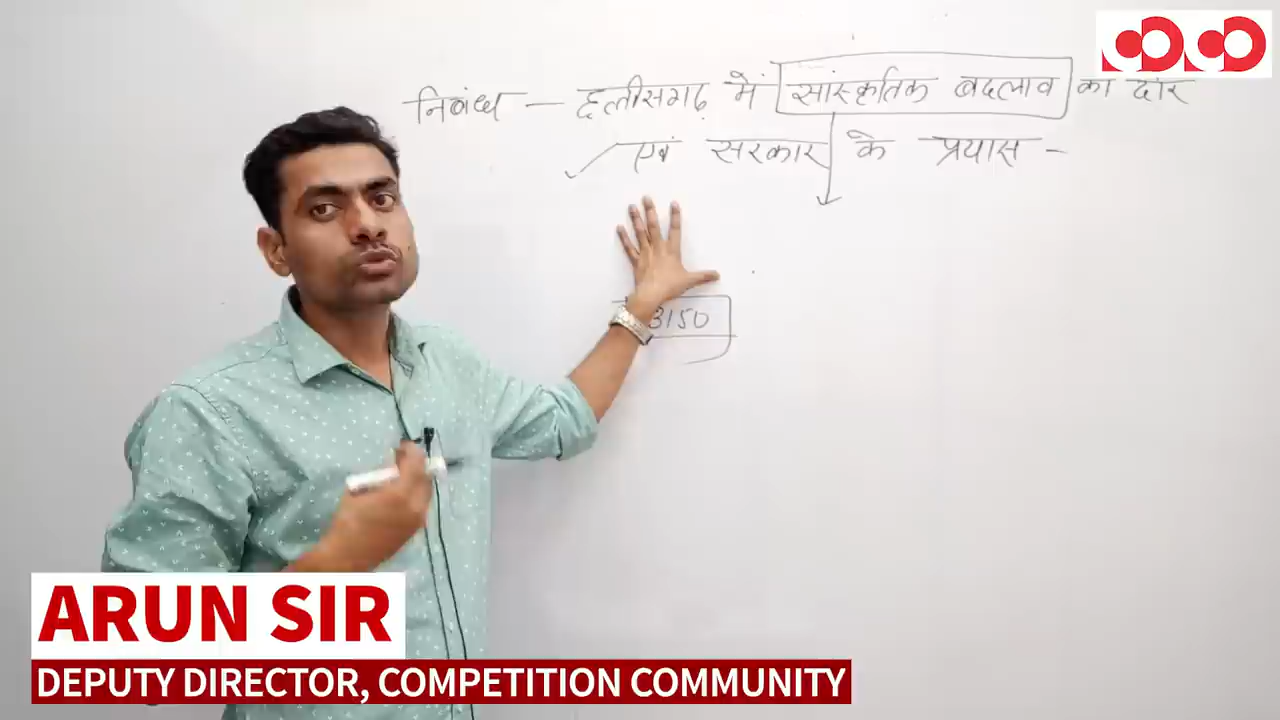 निबंध - छत्तीसगढ़ में सांस्कृतिक बदलाव का दौर
एवं सरकार के प्रयास -
3150
ARUN SIR
DEPUTY DIRECTOR, COMPETITION COMMUNITY